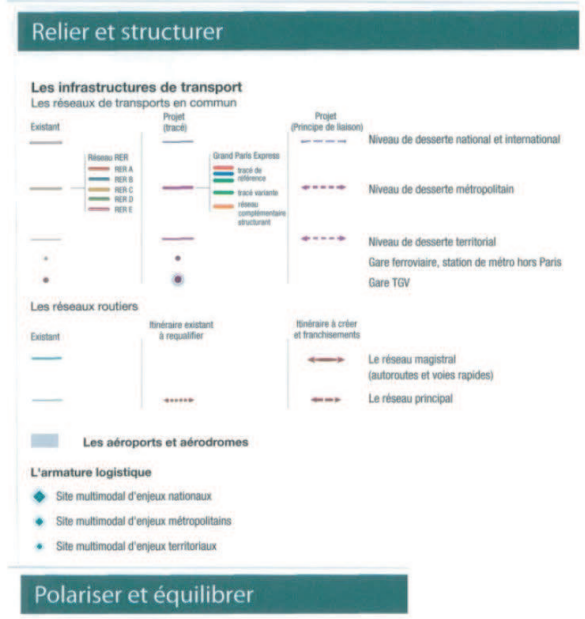 Relier et structurer
Les infrastructures de transport
Les réseaux de transports en commun
Existant
Projet
(tracé)
Projet
(Principe de liaison)
Niveau de desserte national et international
Réseau RER
RER A
RER B
RER C
RER D
RER E
Grand Paris Express
tracé de
référence
tracé variante
réseau
complémentaire
structurant
Niveau de desserte métropolitain
Niveau de desserte territorial
Gare ferroviaire, station de métro hors Paris
Gare TGV
Les réseaux routiers
Existant
Itinéraire existant
à requalifier
Itinéraire à créer
et franchisements
Le réseau magistral
(autoroutes et voies rapides)
Le réseau principal
Les aéroports et aérodromes
L'armature logistique
Site multimodal d'enjeux nationaux
Site multimodal d'enjeux métropolitains
Site multimodal d'enjeux territoriaux
Polariser et équilibrer